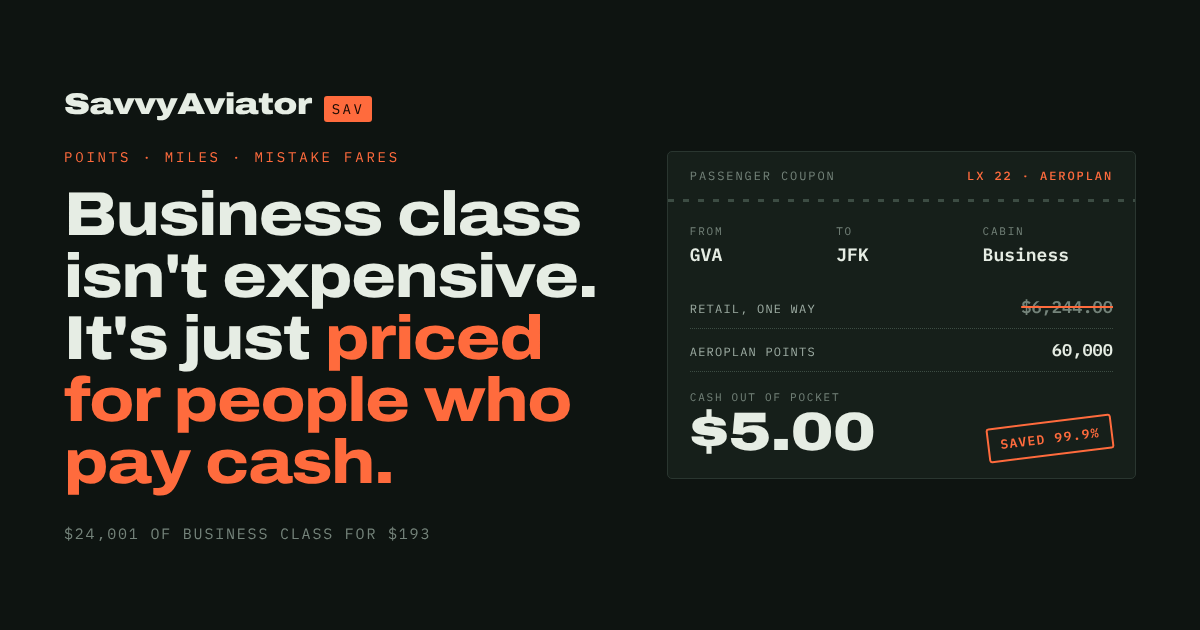 SavvyAviator SAV
POINTS · MILES · MISTAKE FARES
Business class
isn't expensive.
It's just priced
for people who
pay cash.
$24,001 OF BUSINESS CLASS FOR $193
PASSENGER COUPON LX 22 · AEROPLAN
FROM TO CABIN
GVA JFK Business
RETAIL, ONE WAY $6,244.00
AEROPLAN POINTS 60,000
CASH OUT OF POCKET
$5.00
SAVED 99.9%